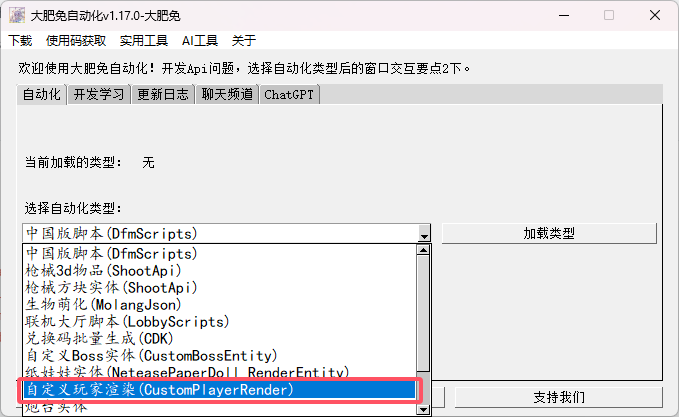 大肥兔自动化v1.17.0-大肥兔
下载 使用码获取 实用工具 AI工具 关于
欢迎使用大肥兔自动化！开发Api问题，选择自动化类型后的窗口交互要点2下。
自动化 开发学习 更新日志 聊天频道 ChatGPT
当前加载的类型： 无
选择自动化类型：
中国版脚本(DfmScripts)
加载类型
中国版脚本(DfmScripts)
枪械3d物品(ShootApi)
枪械方块实体(ShootApi)
生物萌化(MolangJson)
联机大厅脚本(LobbyScripts)
兑换码批量生成(CDK)
自定义Boss实体(CustomBossEntity)
纸娃娃实体(NeteasePaperDoll RenderEntity)
自定义玩家渲染(CustomPlayerRender)
炮台实体
支持我们